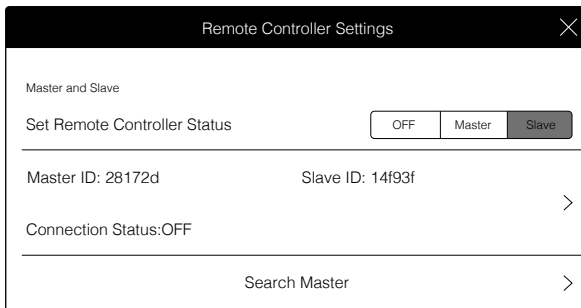 Remote Controller Settings
Master and Slave
Set Remote Controller Status OFF Master Slave
Master ID: 28172d Slave ID: 14f93f
Connection Status:OFF
Search Master